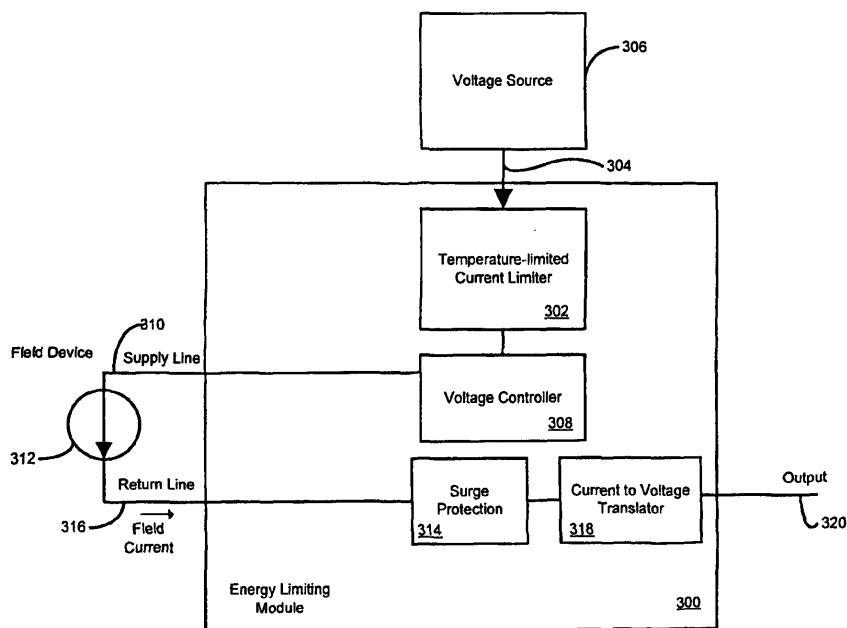 Voltage Source
306
304
Temperature-limited
Current Limiter
302
310
Field Device
Supply Line
Voltage Controller
308
312
Return Line
Surge
Protection
314
Current to Voltage
Translator
318
Output
320
316
Field
Current
Energy Limiting
Module
300